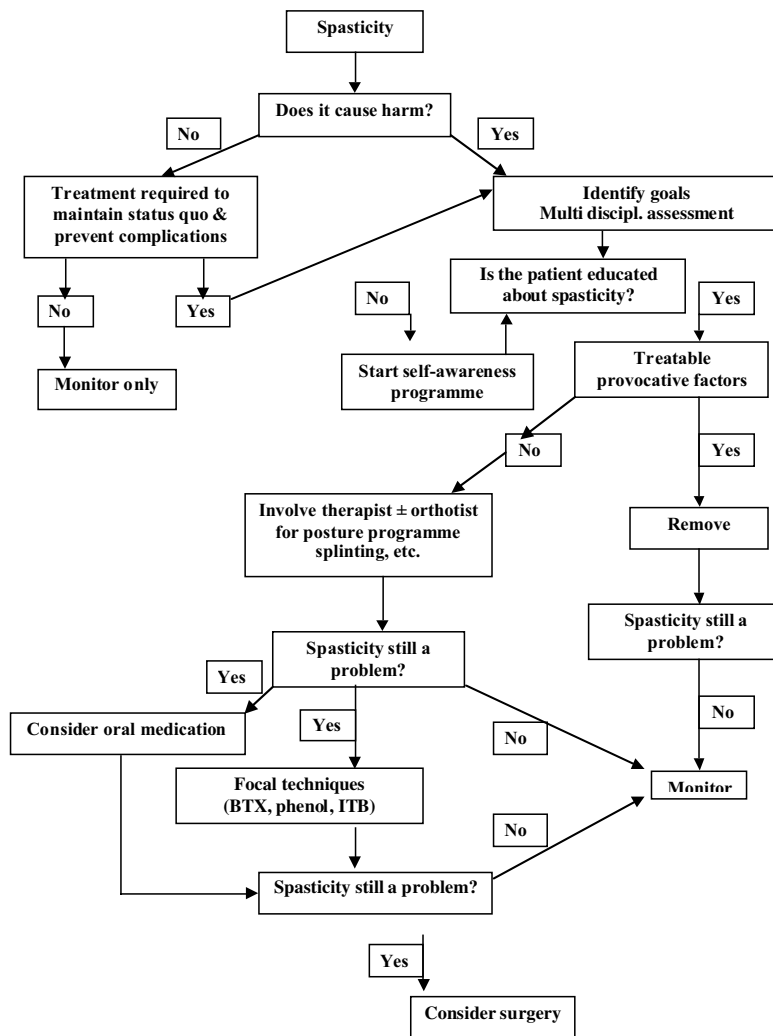 Spasticity
Does it cause harm?
No
Yes
Treatment required to
maintain status quo &
prevent complications
Identify goals
Multi discipl. assessment
Is the patient educated
about spasticity?
No
Yes
No
Yes
Monitor only
Start self-awareness
programme
Treatable
provocative factors
No
Yes
Involve therapist ± orthotist
for posture programme
splinting, etc.
Remove
Spasticity still a
problem?
Spasticity still a
problem?
Yes
Yes
No
No
Consider oral medication
Focal techniques
(BTX, phenol, ITB)
Monitor
No
Spasticity still a problem?
Yes
Consider surgery